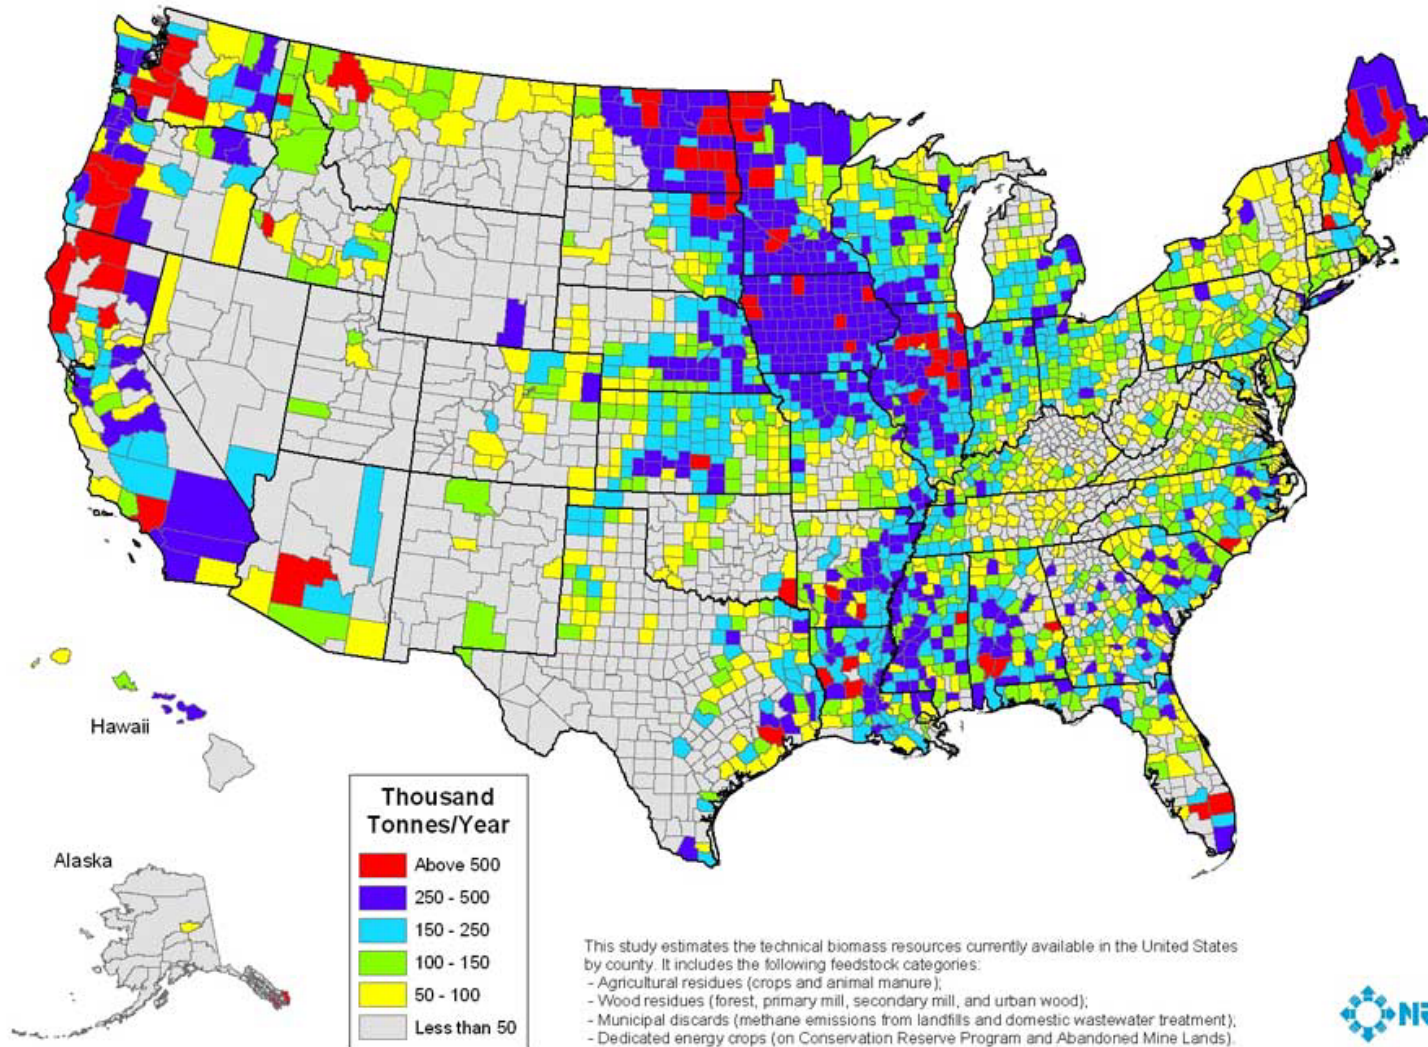 Hawaii
Thousand
Tonnes/Year
Alaska
Above 500
250 - 500
150 - 250
100 - 150
50 - 100
Less than 50
This study estimates the technical biomass resources currently available in the United States
by county. It includes the following feedstock categories:
- Agricultural residues (crops and animal manure);
- Wood residues (forest, primary mill, secondary mill, and urban wood);
- Municipal discards (methane emissions from landfills and domestic wastewater treatment);
- Dedicated energy crops (on Conservation Reserve Program and Abandoned Mine Lands).